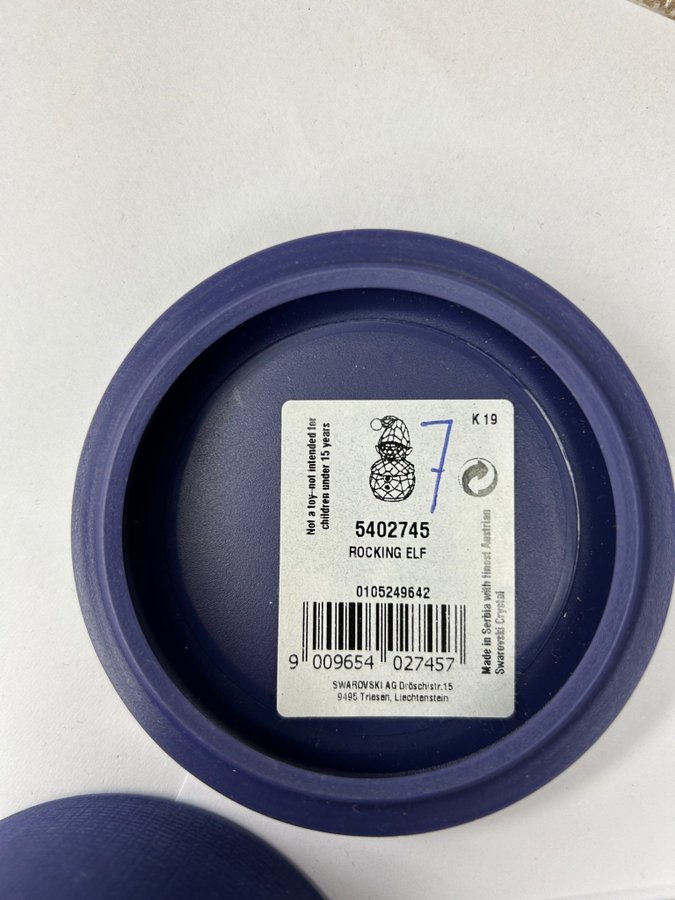 Not a toy-not intended for
children under 15 years
7
K 19
5402745
ROCKING ELF
0105249642
9 009654 027457
SWAROVSKI AG Dröschistr.15
9495 Triesen, Liechtenstein
Made in Serbia with finest Austrian
Swarovski Crystal